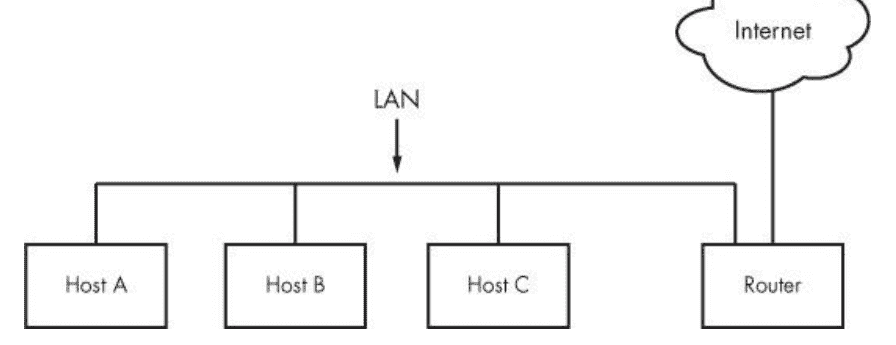 Internet
LAN
Host A
Host B
Host C
Router